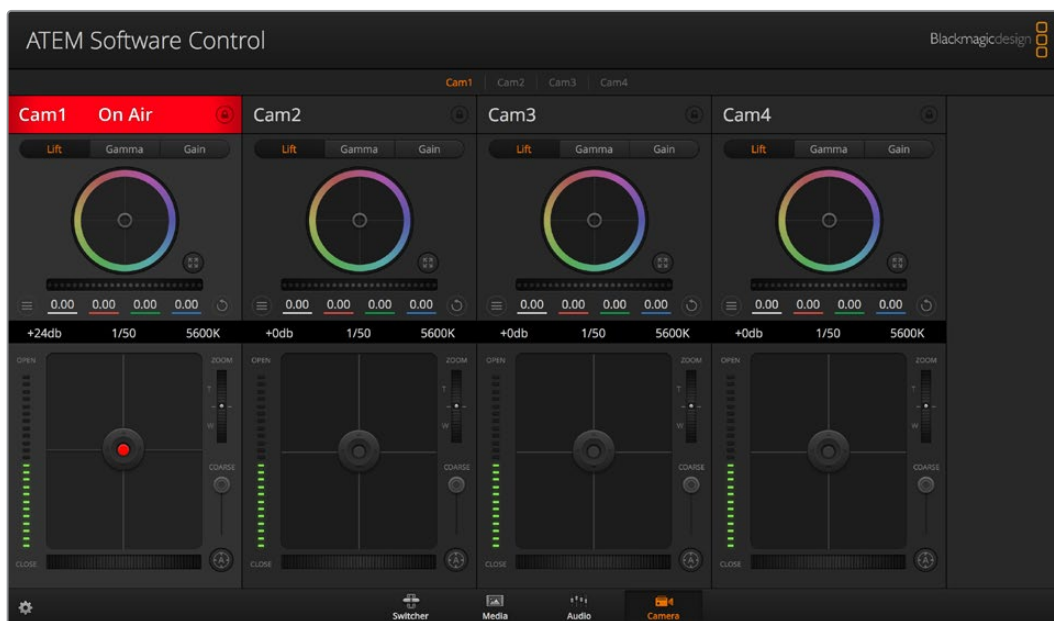 ATEM Software Control
Blackmagicdesign
Cam1 Cam2 Cam3 Cam4
Cam1 On Air
Cam2
Cam3
Cam4
Lift Gamma Gain
Lift Gamma Gain
Lift Gamma Gain
Lift Gamma Gain
0.00 0.00 0.00 0.00
0.00 0.00 0.00 0.00
0.00 0.00 0.00 0.00
0.00 0.00 0.00 0.00
+24db 1/50 5600K
+0db 1/50 5600K
+0db 1/50 5600K
+0db 1/50 5600K
OPEN ZOOM
OPEN ZOOM
OPEN ZOOM
OPEN ZOOM
T
T
T
T
W
W
W
W
COARSE
COARSE
COARSE
COARSE
CLOSE A
CLOSE A
CLOSE A
CLOSE A
Switcher Media Audio Camera